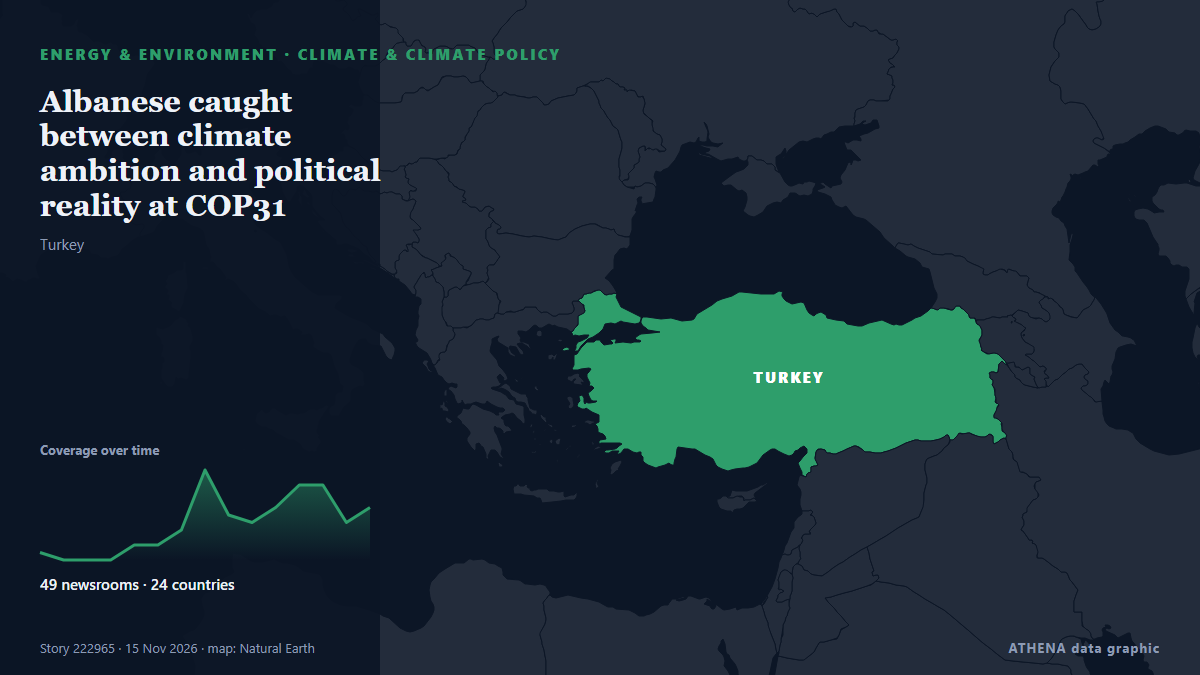 ENERGY & ENVIRONMENT · CLIMATE & CLIMATE POLICY
Albanese caught
between climate
ambition and political
reality at COP31
Turkey
TURKEY
Coverage over time
49 newsrooms · 24 countries
Story 222965 · 15 Nov 2026 · map: Natural Earth
ATHENA data graphic